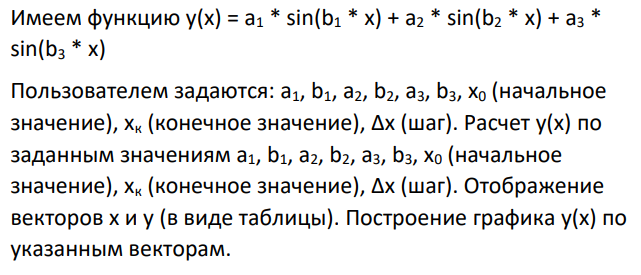 Имеем функцию y(x) = a₁ * sin(b₁ * x) + a₂ * sin(b₂ * x) + a₃ *
sin(b₃ * x)
Пользователем задаются: a₁, b₁, a₂, b₂, a₃, b₃, x₀ (начальное
значение), xₖ (конечное значение), Δx (шаг). Расчет y(x) по
заданным значениям a₁, b₁, a₂, b₂, a₃, b₃, x₀ (начальное
значение), xₖ (конечное значение), Δx (шаг). Отображение
векторов x и y (в виде таблицы). Построение графика y(x) по
указанным векторам.